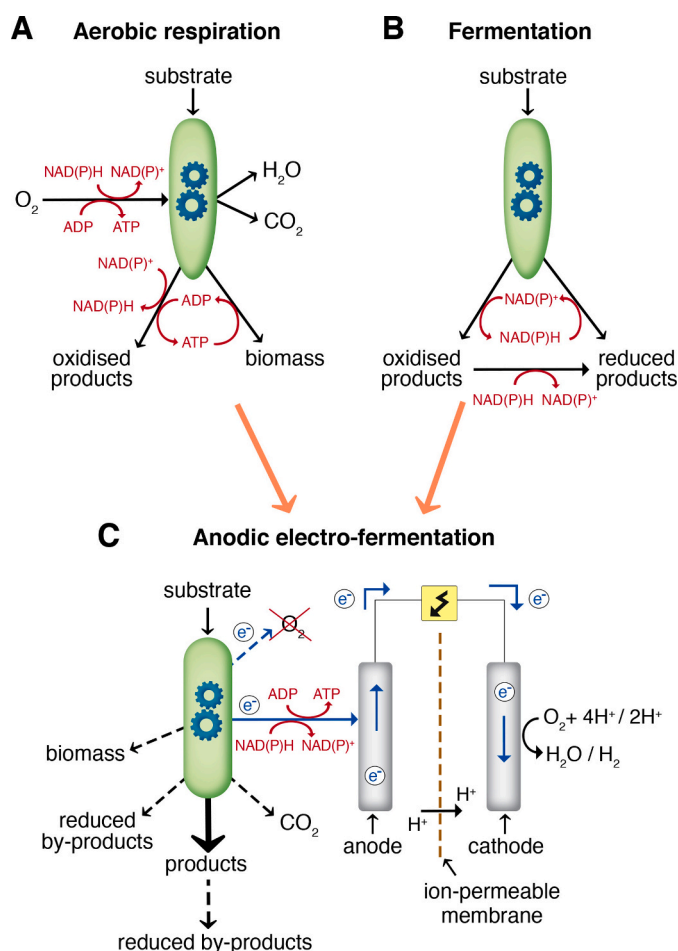 A Aerobic respiration
substrate
NAD(P)H NAD(P)⁺
O₂
ADP ATP
H₂O
CO₂
NAD(P)⁺
NAD(P)H
ADP
ATP
oxidised
products
biomass
B Fermentation
substrate
NAD(P)⁺
NAD(P)H
oxidised
products
reduced
products
NAD(P)H NAD(P)⁺
C Anodic electro-fermentation
substrate
e⁻
O₂
e⁻
ADP ATP
NAD(P)H NAD(P)⁺
biomass
reduced
by-products
CO₂
products
reduced by-products
e⁻
e⁻
e⁻
e⁻
O₂+ 4H⁺/ 2H⁺
H₂O / H₂
H⁺
H⁺
anode
cathode
ion-permeable
membrane